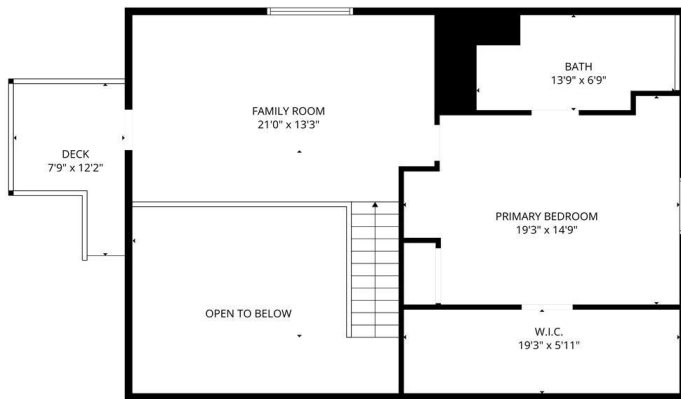 BATH
13'9" x 6'9"
FAMILY ROOM
21'0" x 13'3"
DECK
7'9" x 12'2"
PRIMARY BEDROOM
19'3" x 14'9"
OPEN TO BELOW
W.I.C.
19'3" x 5'11"